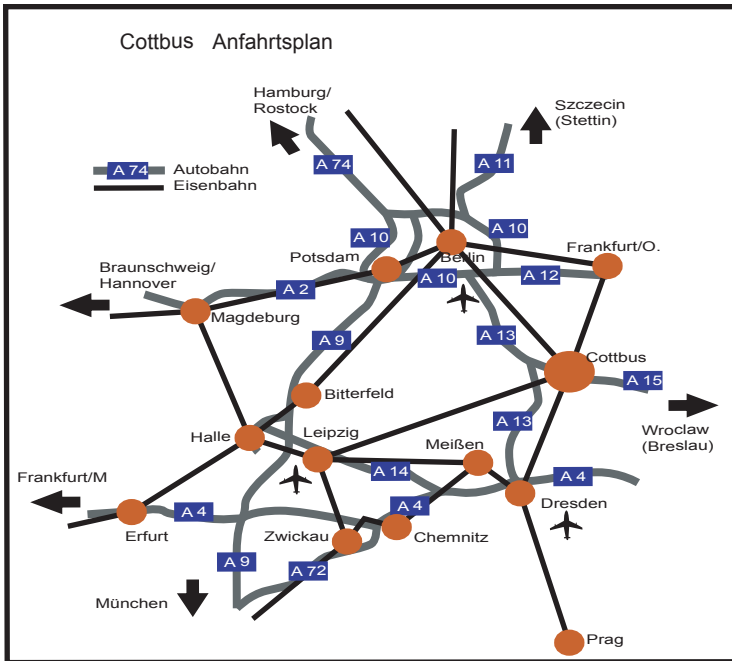 Cottbus Anfahrtsplan
Hamburg/
Rostock
Szczecin
(Stettin)
A 74
A 11
A 74
Autobahn
Eisenbahn
A 10
A 10
Potsdam
Berlin
Frankfurt/O.
Braunschweig/
Hannover
A 2
A 10
A 12
Magdeburg
A 9
A 13
Cottbus
A 15
Bitterfeld
A 13
Wroclaw
(Breslau)
Halle
Leipzig
Meißen
A 14
A 4
Frankfurt/M
A 4
A 4
Dresden
Erfurt
Zwickau
Chemnitz
A 9
A 72
München
Prag